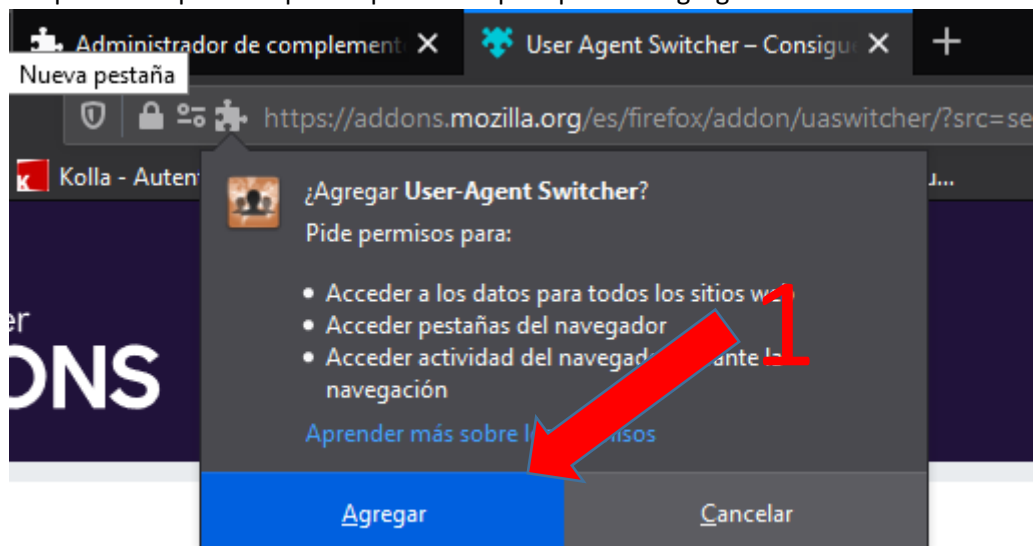 Administrador de complement
User Agent Switcher – Consigu
Nueva pestaña
https://addons.mozilla.org/es/firefox/addon/uaswitcher/?src=se
Kolla - Auten
¿Agregar User-Agent Switcher?
Pide permisos para:
Acceder a los datos para todos los sitios web
1
Acceder pestañas del navegador
Acceder actividad del la
navegación
Aprender más sobre
ONS
Agregar
Cancelar